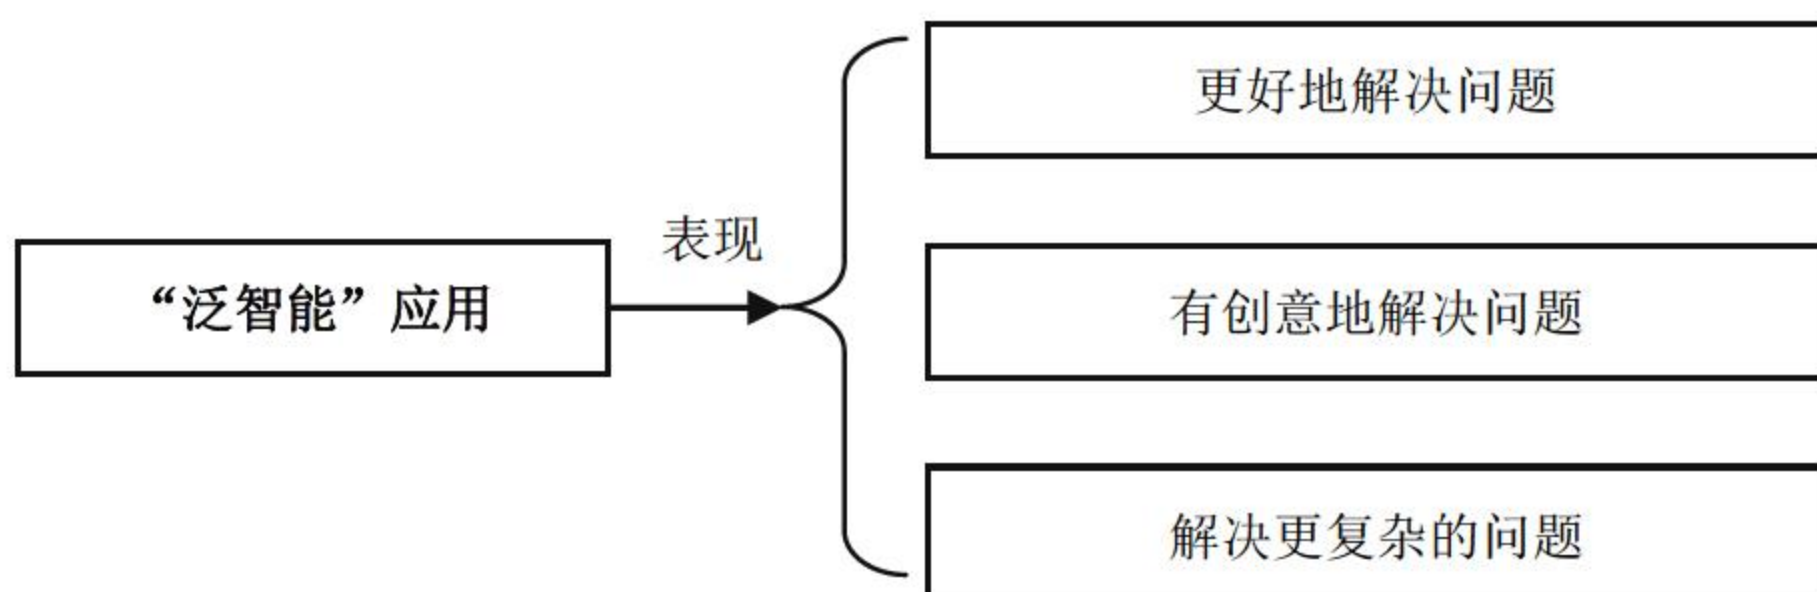 更好地解决问题
表现
“泛智能”应用
有创意地解决问题
解决更复杂的问题